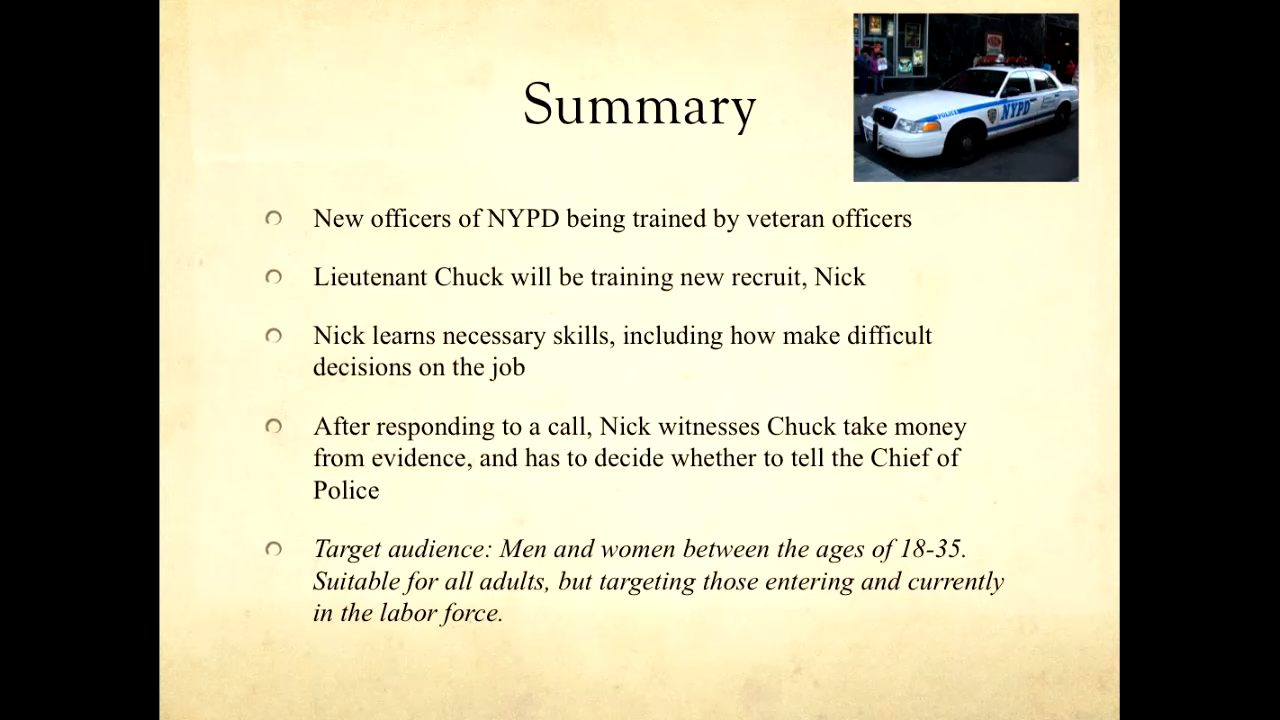 Summary
POLICE
NYPD
New officers of NYPD being trained by veteran officers
Lieutenant Chuck will be training new recruit, Nick
Nick learns necessary skills, including how make difficult
decisions on the job
After responding to a call, Nick witnesses Chuck take money
from evidence, and has to decide whether to tell the Chief of
Police
Target audience: Men and women between the ages of 18-35.
Suitable for all adults, but targeting those entering and currently
in the labor force.